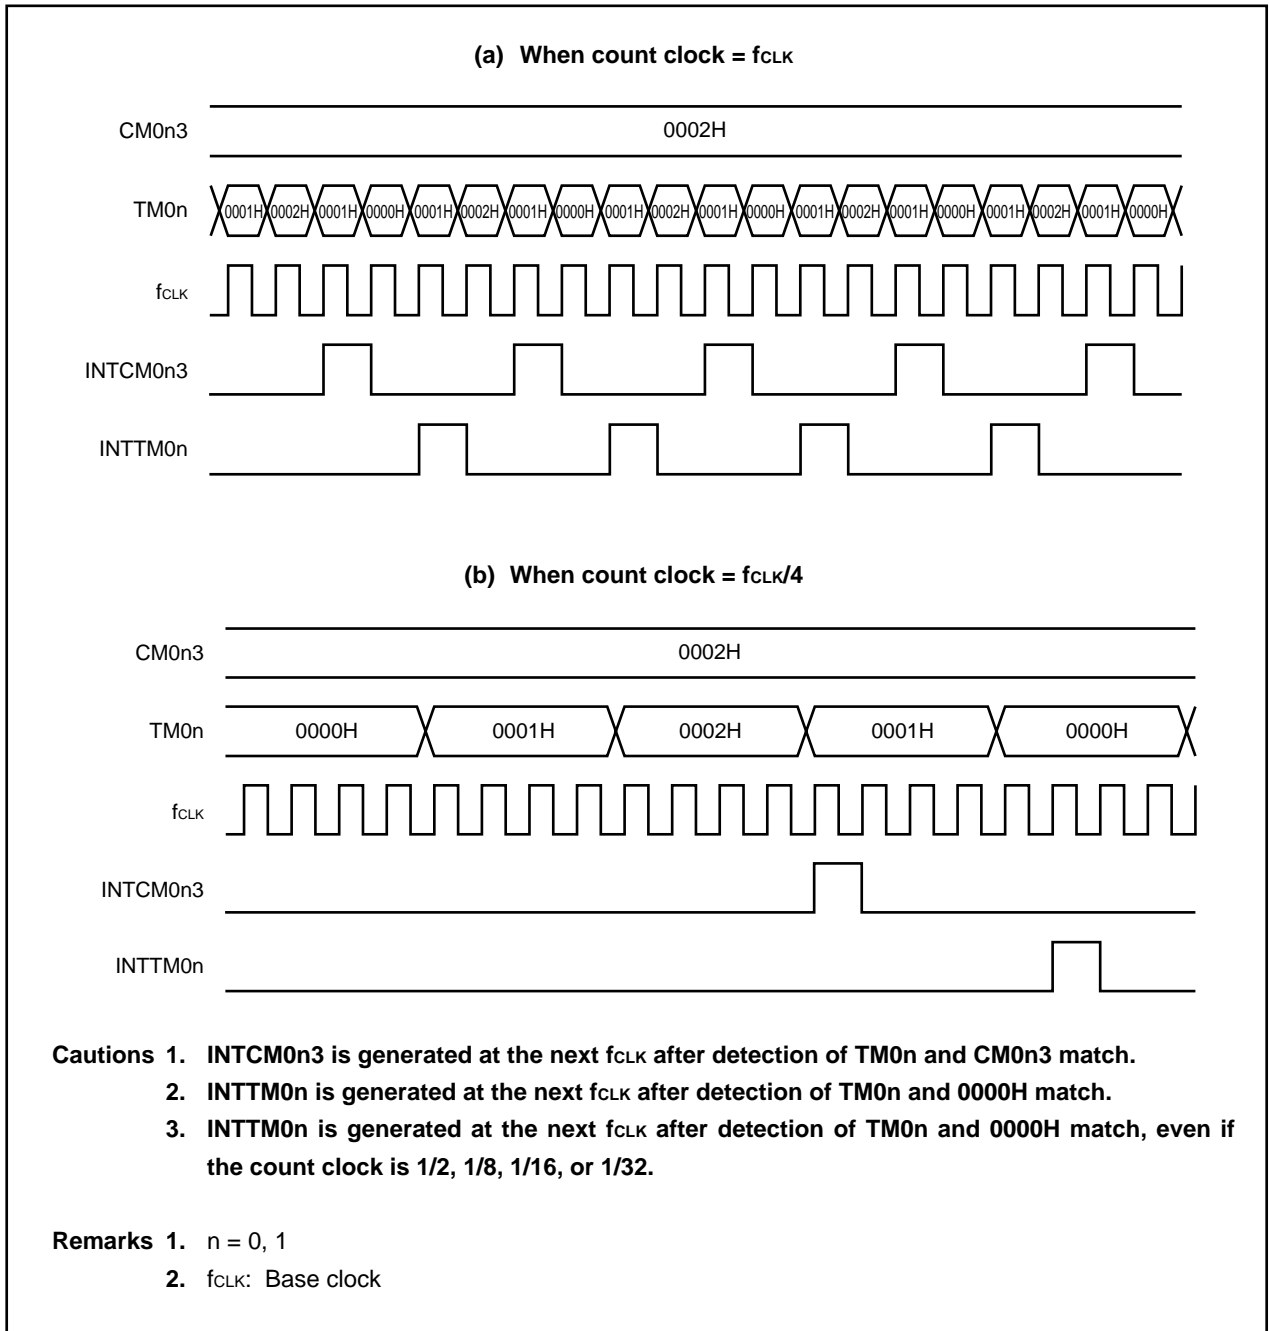 (a) When count clock = fCLK
CM0n3
0002H
TM0n
0001H 0002H 0001H 0000H 0001H 0002H 0001H 0000H 0001H 0002H 0001H 0000H 0001H 0002H 0001H 0000H 0001H 0002H 0001H 0000H
fCLK
INTCM0n3
INTTM0n
(b) When count clock = fCLK/4
CM0n3
0002H
TM0n
0000H 0001H 0002H 0001H 0000H
fCLK
INTCM0n3
INTTM0n
Cautions 1. INTCM0n3 is generated at the next fCLK after detection of TM0n and CM0n3 match.
2. INTTM0n is generated at the next fCLK after detection of TM0n and 0000H match.
3. INTTM0n is generated at the next fCLK after detection of TM0n and 0000H match, even if
the count clock is 1/2, 1/8, 1/16, or 1/32.
Remarks 1. n = 0, 1
2. fCLK: Base clock